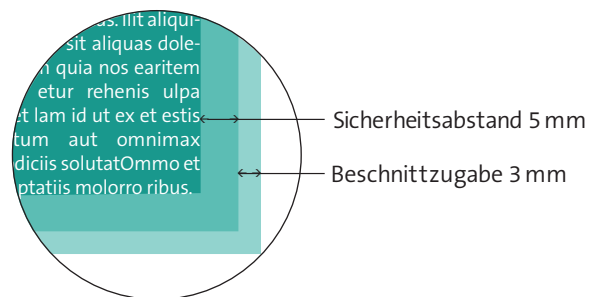 us. Ilit aliqui-
sit aliquas dole-
quia nos earitem
etur rehenis ulpa
et lam id ut ex et estis
tum aut omnimax
diciis solutatOmmo et
ptatiis molorro ribus.
Sicherheitsabstand 5 mm
Beschnittzugabe 3 mm